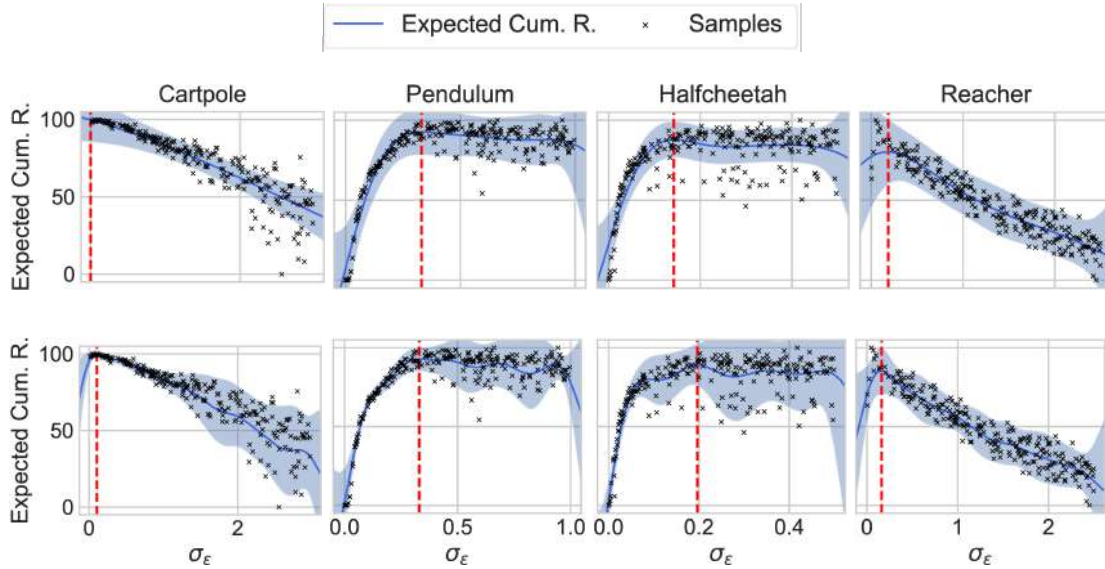 Expected Cum. R. × Samples
Cartpole Pendulum Halfcheetah Reacher
Expected Cum. R.
100
50
0
Expected Cum. R.
100
50
0
0 2 0.0 0.5 1.0 0.0 0.2 0.4 0 1 2
σε σε σε σε